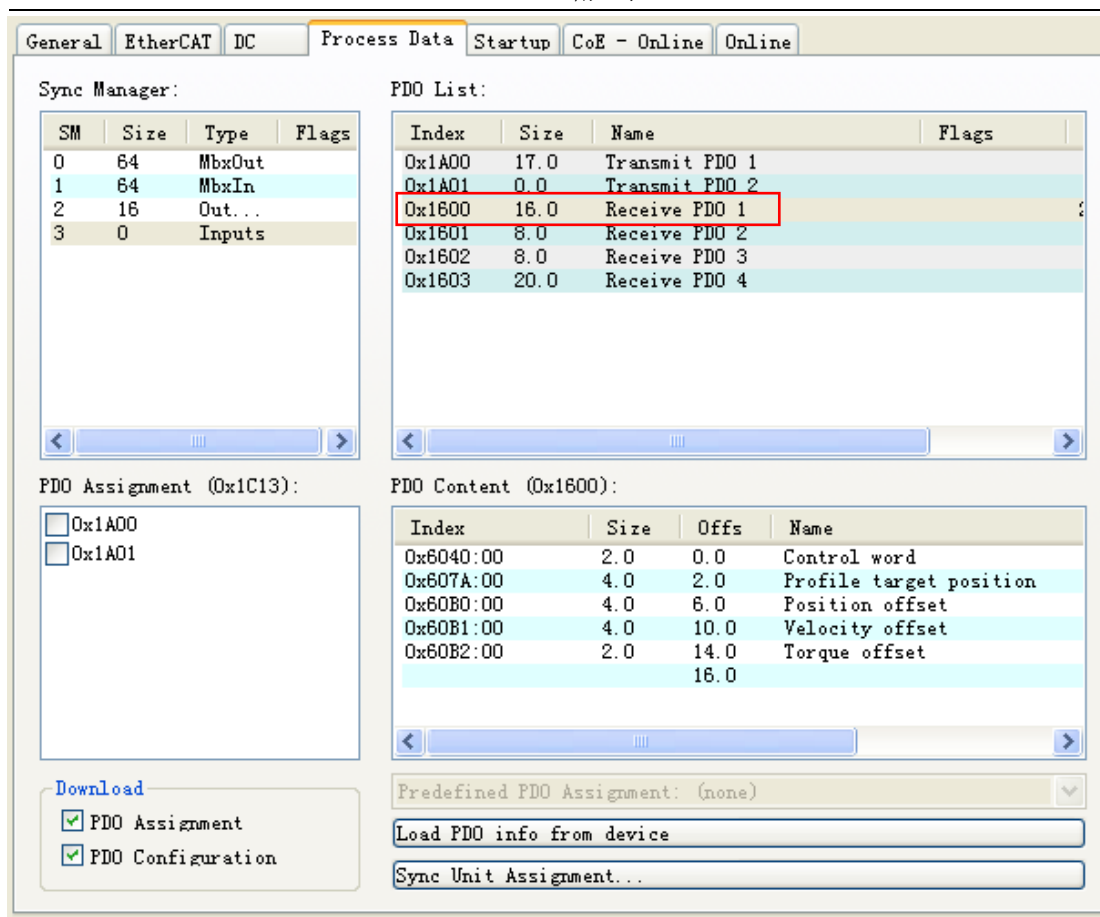 General EtherCAT DC Process Data Startup CoE - Online Online
Sync Manager:
SM Size Type Flags
0 64 MbxOut
1 64 MbxIn
2 16 Out...
3 0 Inputs
PDO List:
Index Size Name Flags
0x1A00 17.0 Transmit PDO 1
0x1A01 0.0 Transmit PDO 2
0x1600 16.0 Receive PDO 1
0x1601 8.0 Receive PDO 2
0x1602 8.0 Receive PDO 3
0x1603 20.0 Receive PDO 4
PDO Assignment (0x1C13):
0x1A00
0x1A01
PDO Content (0x1600):
Index Size Offs Name
0x6040:00 2.0 0.0 Control word
0x607A:00 4.0 2.0 Profile target position
0x60B0:00 4.0 6.0 Position offset
0x60B1:00 4.0 10.0 Velocity offset
0x60B2:00 2.0 14.0 Torque offset
16.0
Download
PDO Assignment
PDO Configuration
Predefined PDO Assignment: (none)
Load PDO info from device
Sync Unit Assignment...